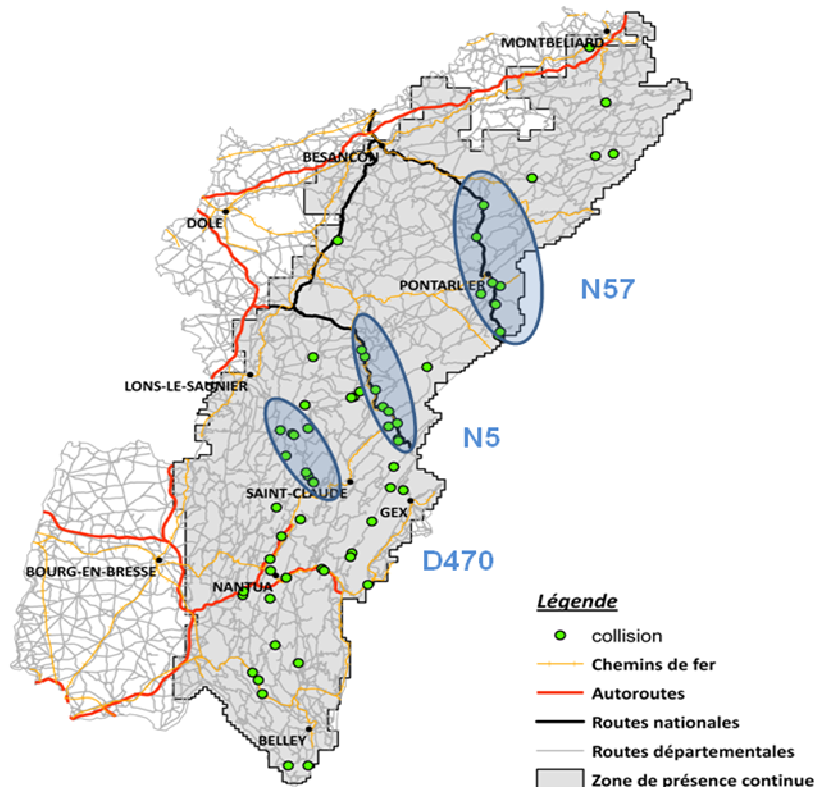 MONTBELIARD
BESANCON
DOLE
PONTARLIER
N57
LONS-LE-SAUNIER
N5
SAINT-CLAUDE
GEX
D470
BOURG-EN-BRESSE
NANTUA
BELLEY
Légende
collision
Chemins de fer
Autoroutes
Routes nationales
Routes départementales
Zone de présence continue